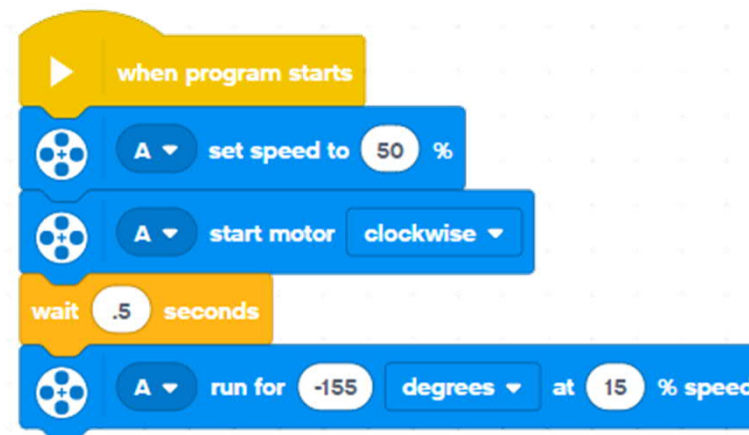 when program starts
A set speed to 50 %
A start motor clockwise
wait .5 seconds
A run for -155 degrees at 15 % speed